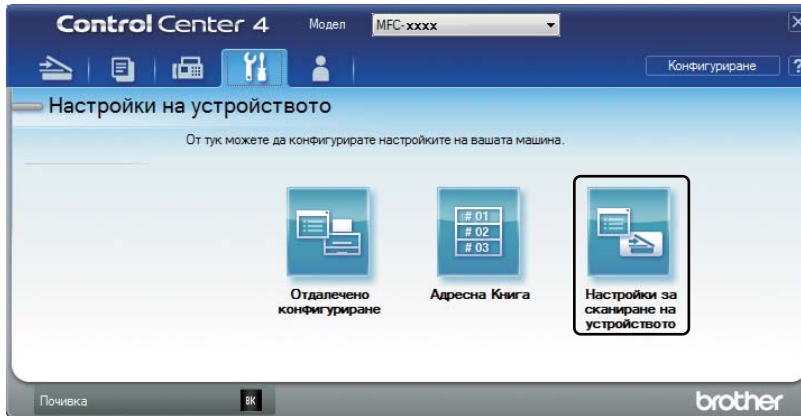 Control Center 4 Модел MFC-xxxx
Конфигуриране ?
Настройки на устройството
От тук можете да конфигурирате настройките на вашата машина.
# 01
# 02
# 03
Отдалечено
конфигуриране
Адресна Книга
Настройки за
сканиране на
устройството
Почивка BK
brother